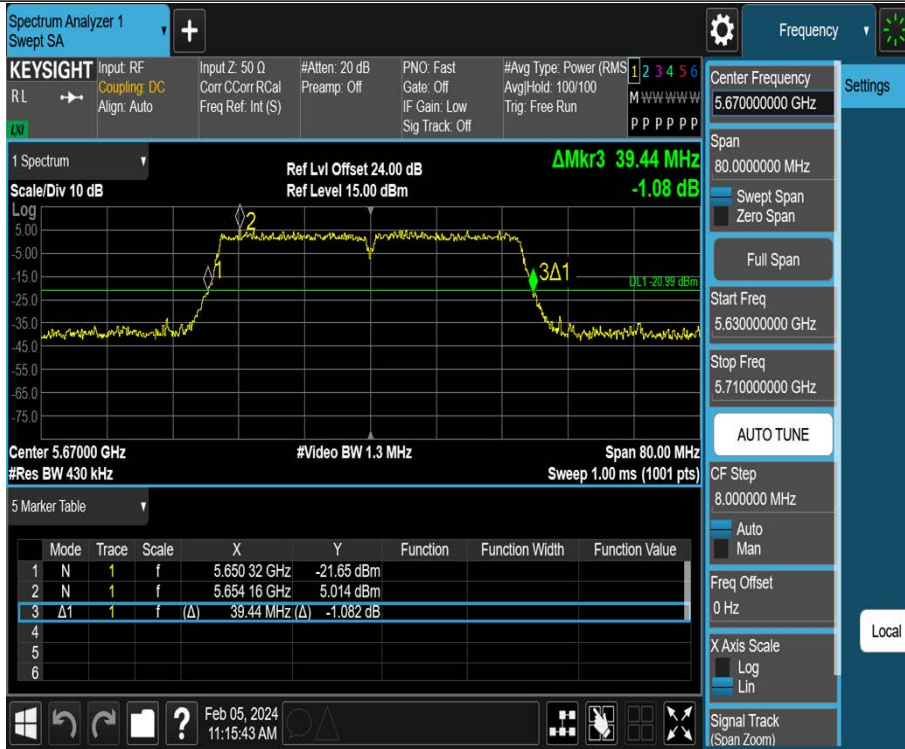 Spectrum Analyzer 1
Swept SA
+
Frequency
KEYSIGHT Input: RF Input Z: 50 Ω #Atten: 20 dB PNO: Fast #Avg Type: Power (RMS 1 2 3 4 5 6
R L Coupling: DC Corr CCorr RCal Preamp: Off Gate: Off Avg|Hold: 100/100 M W W W W W
Align: Auto Freq Ref: Int (S) IF Gain: Low Trig: Free Run
LXI Sig Track: Off P P P P P P
1 Spectrum
Ref Lvl Offset 24.00 dB
ΔMkr3 39.44 MHz
Scale/Div 10 dB
Ref Level 15.00 dBm
-1.08 dB
Log
5.00
-5.00
-15.0
-25.0
-35.0
-45.0
-55.0
-65.0
-75.0
2
1
3Δ1
DL1 -20.99 dBm
Center 5.67000 GHz #Video BW 1.3 MHz Span 80.00 MHz
#Res BW 430 kHz Sweep 1.00 ms (1001 pts)
5 Marker Table
Mode Trace Scale X Y Function Function Width Function Value
1 N 1 f 5.650 32 GHz -21.65 dBm
2 N 1 f 5.654 16 GHz 5.014 dBm
3 Δ1 1 f (Δ) 39.44 MHz (Δ) -1.082 dB
4
5
6
?
Feb 05, 2024
11:15:43 AM
Center Frequency
5.670000000 GHz
Span
80.0000000 MHz
Swept Span
Zero Span
Full Span
Start Freq
5.630000000 GHz
Stop Freq
5.710000000 GHz
AUTO TUNE
CF Step
8.000000 MHz
Auto
Man
Freq Offset
0 Hz
X Axis Scale
Log
Lin
Signal Track
(Span Zoom)
Settings
Local